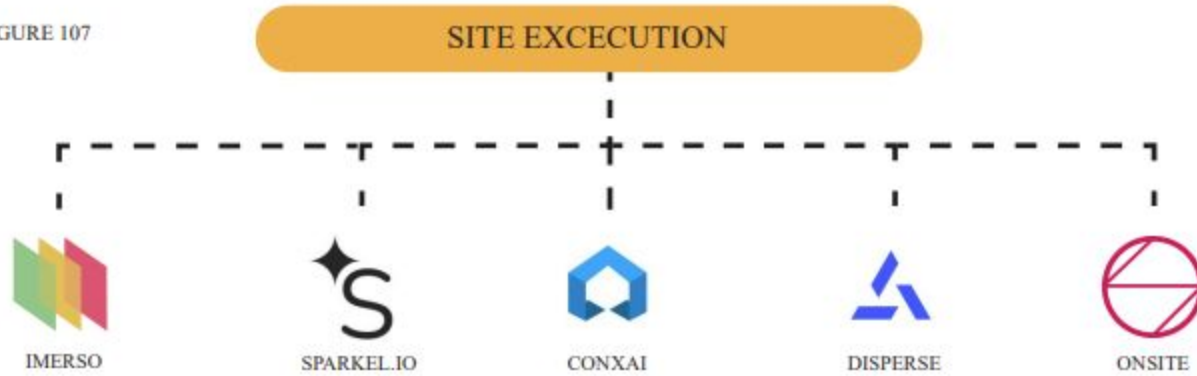 GURE 107
SITE EXCECUTION
IMERSO
SPARKEL.IO
CONXAI
DISPERSE
ONSITE